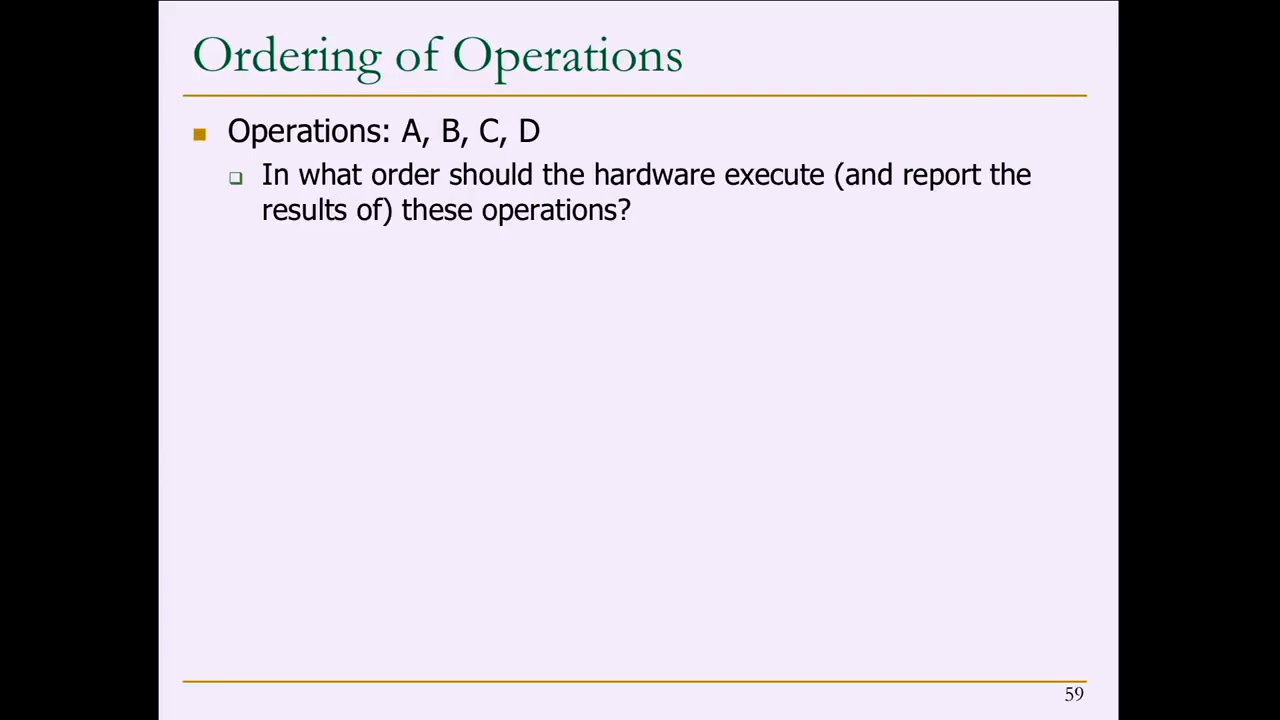 Ordering of Operations
Operations: A, B, C, D
In what order should the hardware execute (and report the
results of) these operations?
59